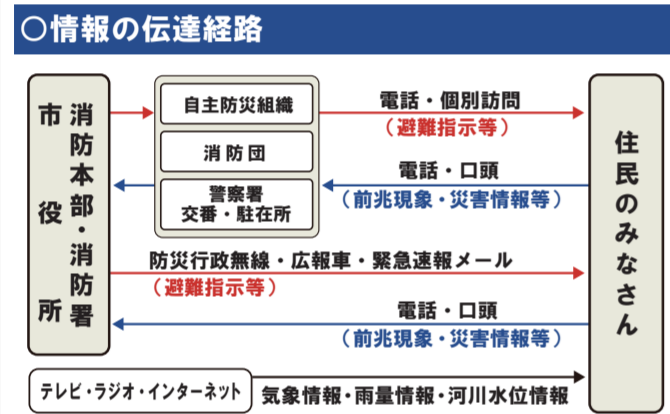 ○情報の伝達経路
消防本部・消防署
市役所
自主防災組織
消防団
警察署
交番・駐在所
電話・個別訪問
（避難指示等）
電話・口頭
（前兆現象・災害情報等）
防災行政無線・広報車・緊急速報メール
（避難指示等）
電話・口頭
（前兆現象・災害情報等）
住民のみなさん
テレビ・ラジオ・インターネット
気象情報・雨量情報・河川水位情報